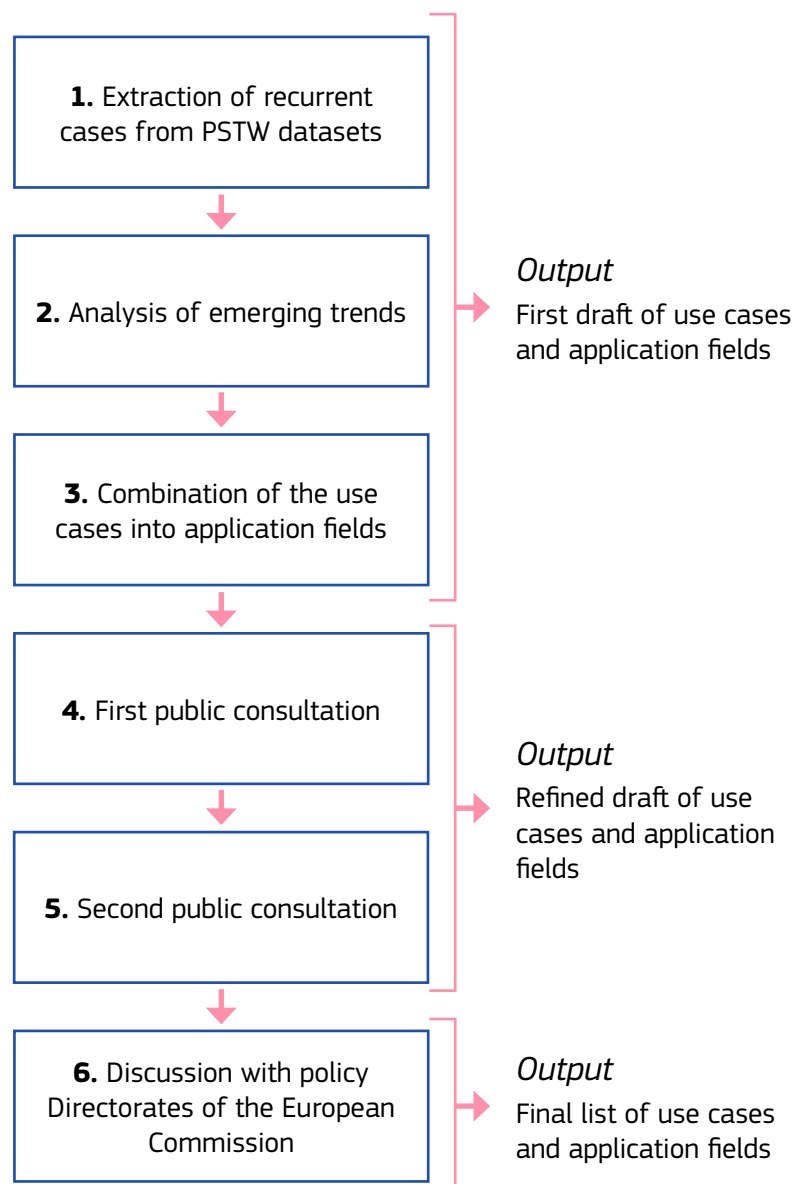 1. Extraction of recurrent
cases from PSTW datasets
2. Analysis of emerging trends
3. Combination of the use
cases into application fields
Output
First draft of use cases
and application fields
4. First public consultation
5. Second public consultation
Output
Refined draft of use
cases and application
fields
6. Discussion with policy
Directorates of the European
Commission
Output
Final list of use cases
and application fields